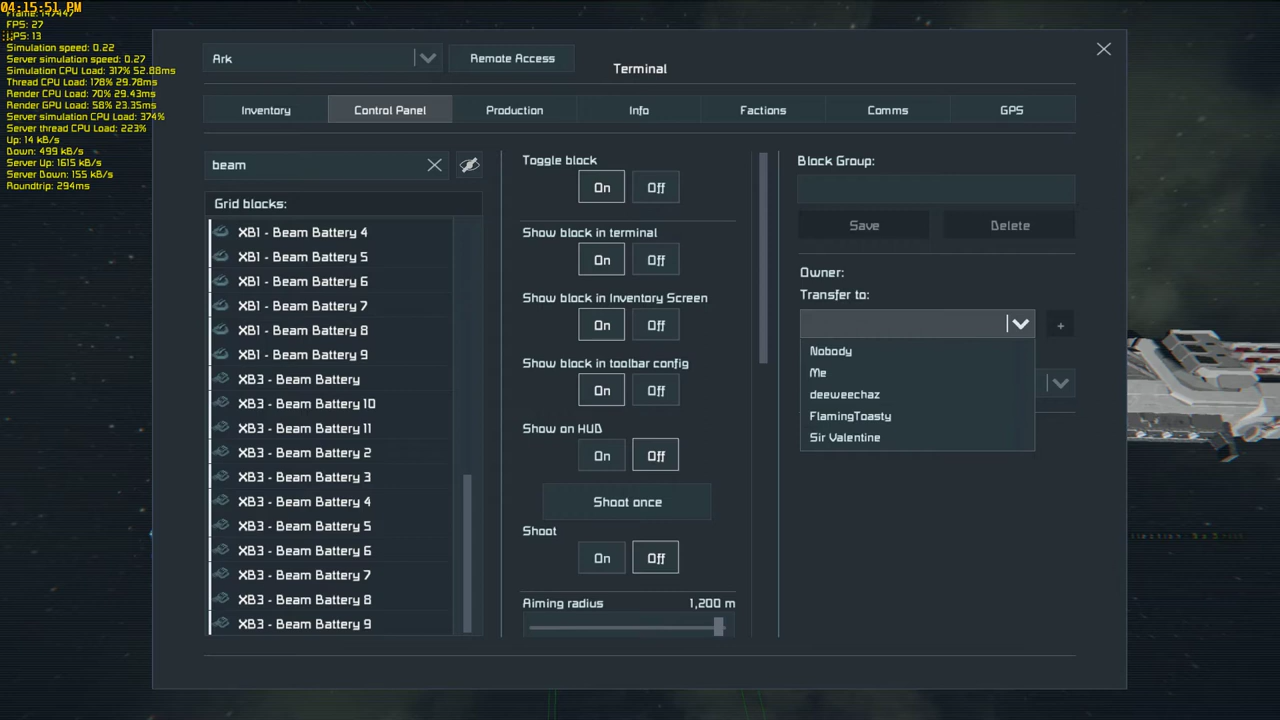 04:15:51 PM
FPS: 27
UPS: 13
Simulation speed: 0.22
Server simulation speed: 0.27
Simulation CPU Load: 317% 52.88ms
Thread CPU Load: 178% 29.78ms
Render CPU Load: 70% 29.43ms
Render GPU Load: 58% 23.35ms
Server simulation CPU Load: 374%
Server thread CPU Load: 223%
Up: 14 kB/s
Down: 499 kB/s
Server Up: 1615 kB/s
Server Down: 155 kB/s
Roundtrip: 294ms
Ark
Remote Access
Terminal
Inventory
Control Panel
Production
Info
Factions
Comms
GPS
beam
Grid blocks:
XB1 - Beam Battery 4
XB1 - Beam Battery 5
XB1 - Beam Battery 6
XB1 - Beam Battery 7
XB1 - Beam Battery 8
XB1 - Beam Battery 9
XB3 - Beam Battery
XB3 - Beam Battery 10
XB3 - Beam Battery 11
XB3 - Beam Battery 2
XB3 - Beam Battery 3
XB3 - Beam Battery 4
XB3 - Beam Battery 5
XB3 - Beam Battery 6
XB3 - Beam Battery 7
XB3 - Beam Battery 8
XB3 - Beam Battery 9
Toggle block
On Off
Show block in terminal
On Off
Show block in Inventory Screen
On Off
Show block in toolbar config
On Off
Show on HUD
On Off
Shoot once
Shoot
On Off
Aiming radius 1,200 m
Block Group:
Save Delete
Owner:
Transfer to:
+
Nobody
Me
deeweechaz
FlamingToasty
Sir Valentine